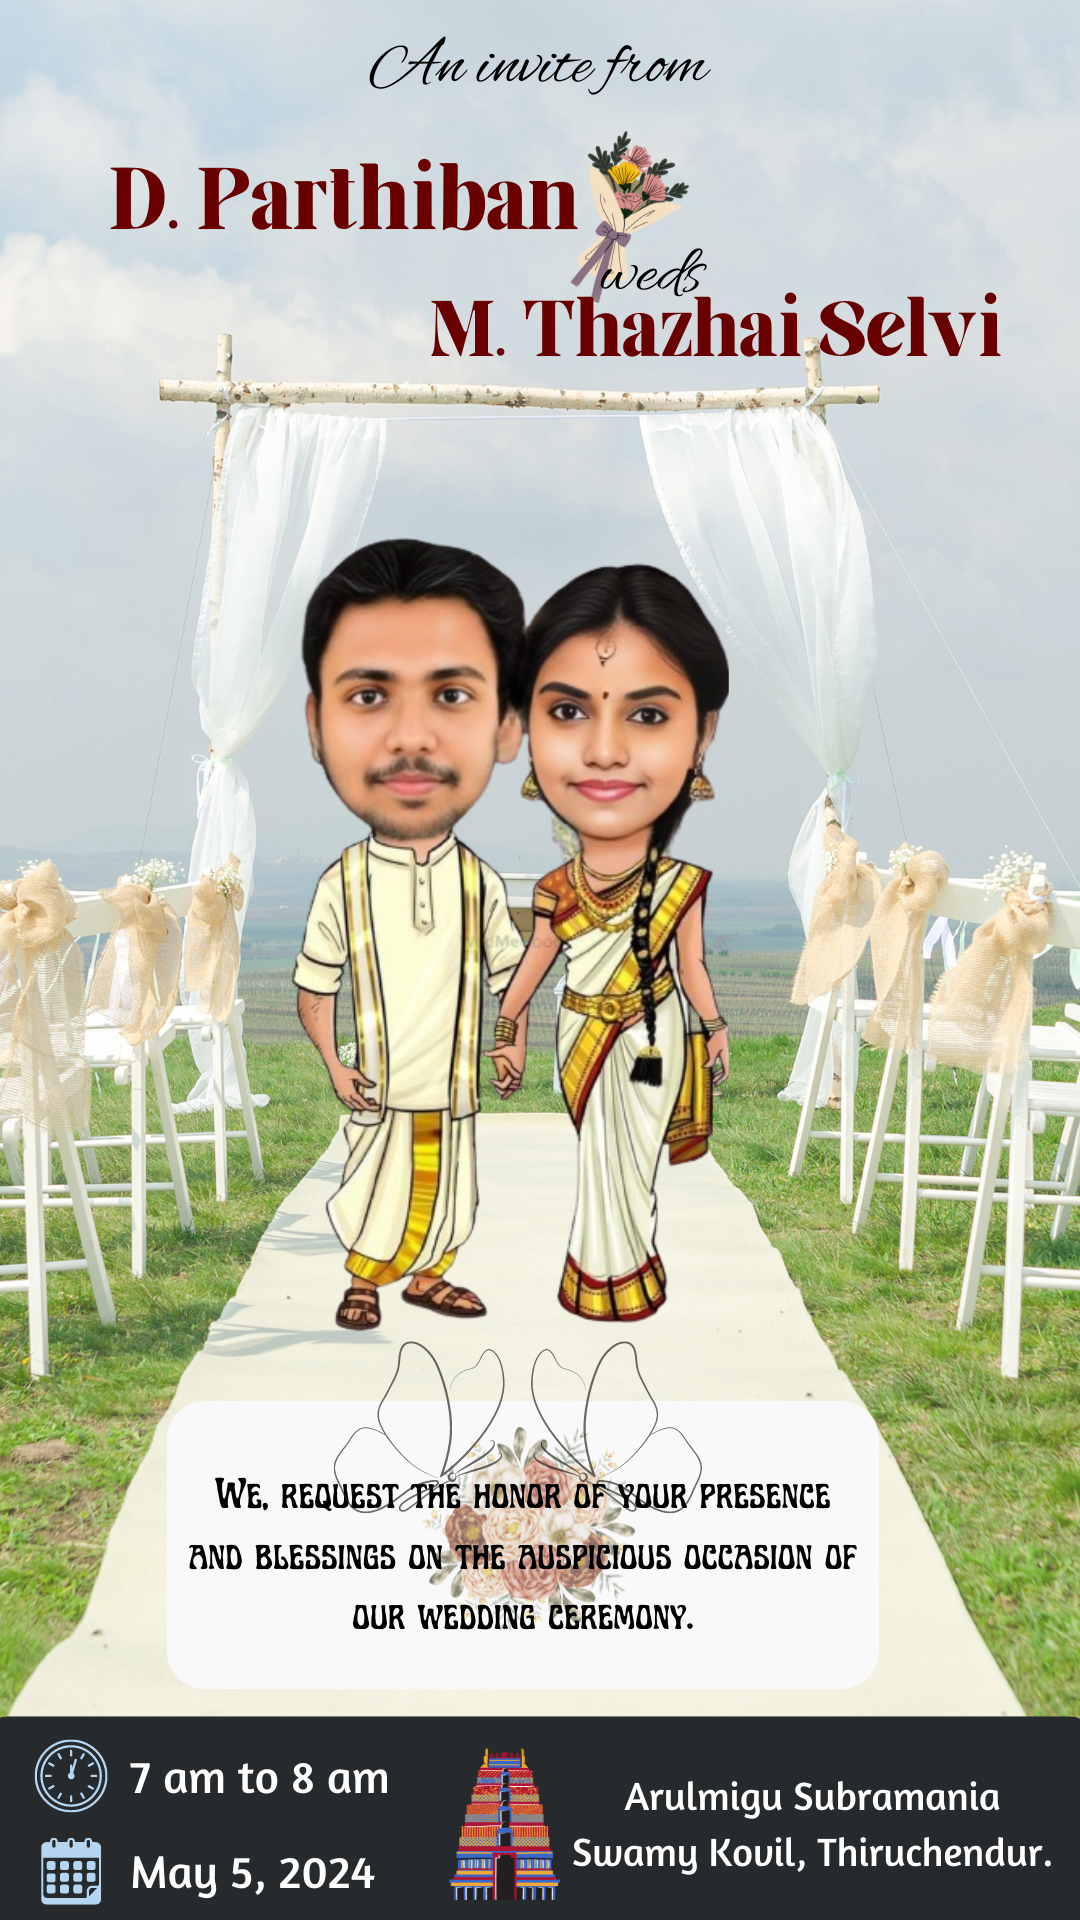 An invite from
D. Parthiban
weds
M. Thazhai Selvi
We, request the honor of your presence
and blessings on the auspicious occasion of
our wedding ceremony.
7 am to 8 am
May 5, 2024
Arulmigu Subramania
Swamy Kovil, Thiruchendur.